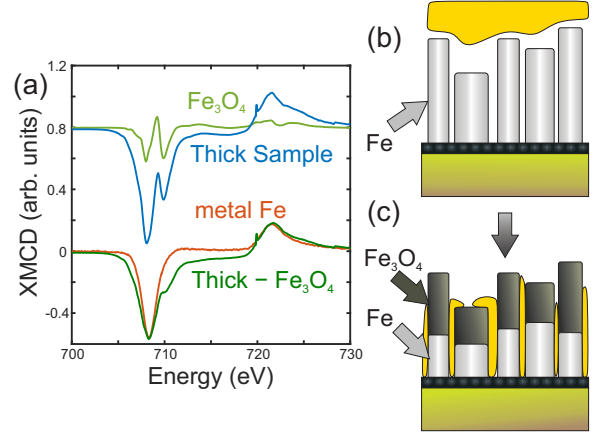 (a)
1.2
0.8
0.4
0
-0.4
XMCD (arb. units)
Fe₃O₄
Thick Sample
metal Fe
Thick − Fe₃O₄
700
710
720
730
Energy (eV)
(b)
Fe
(c)
Fe₃O₄
Fe